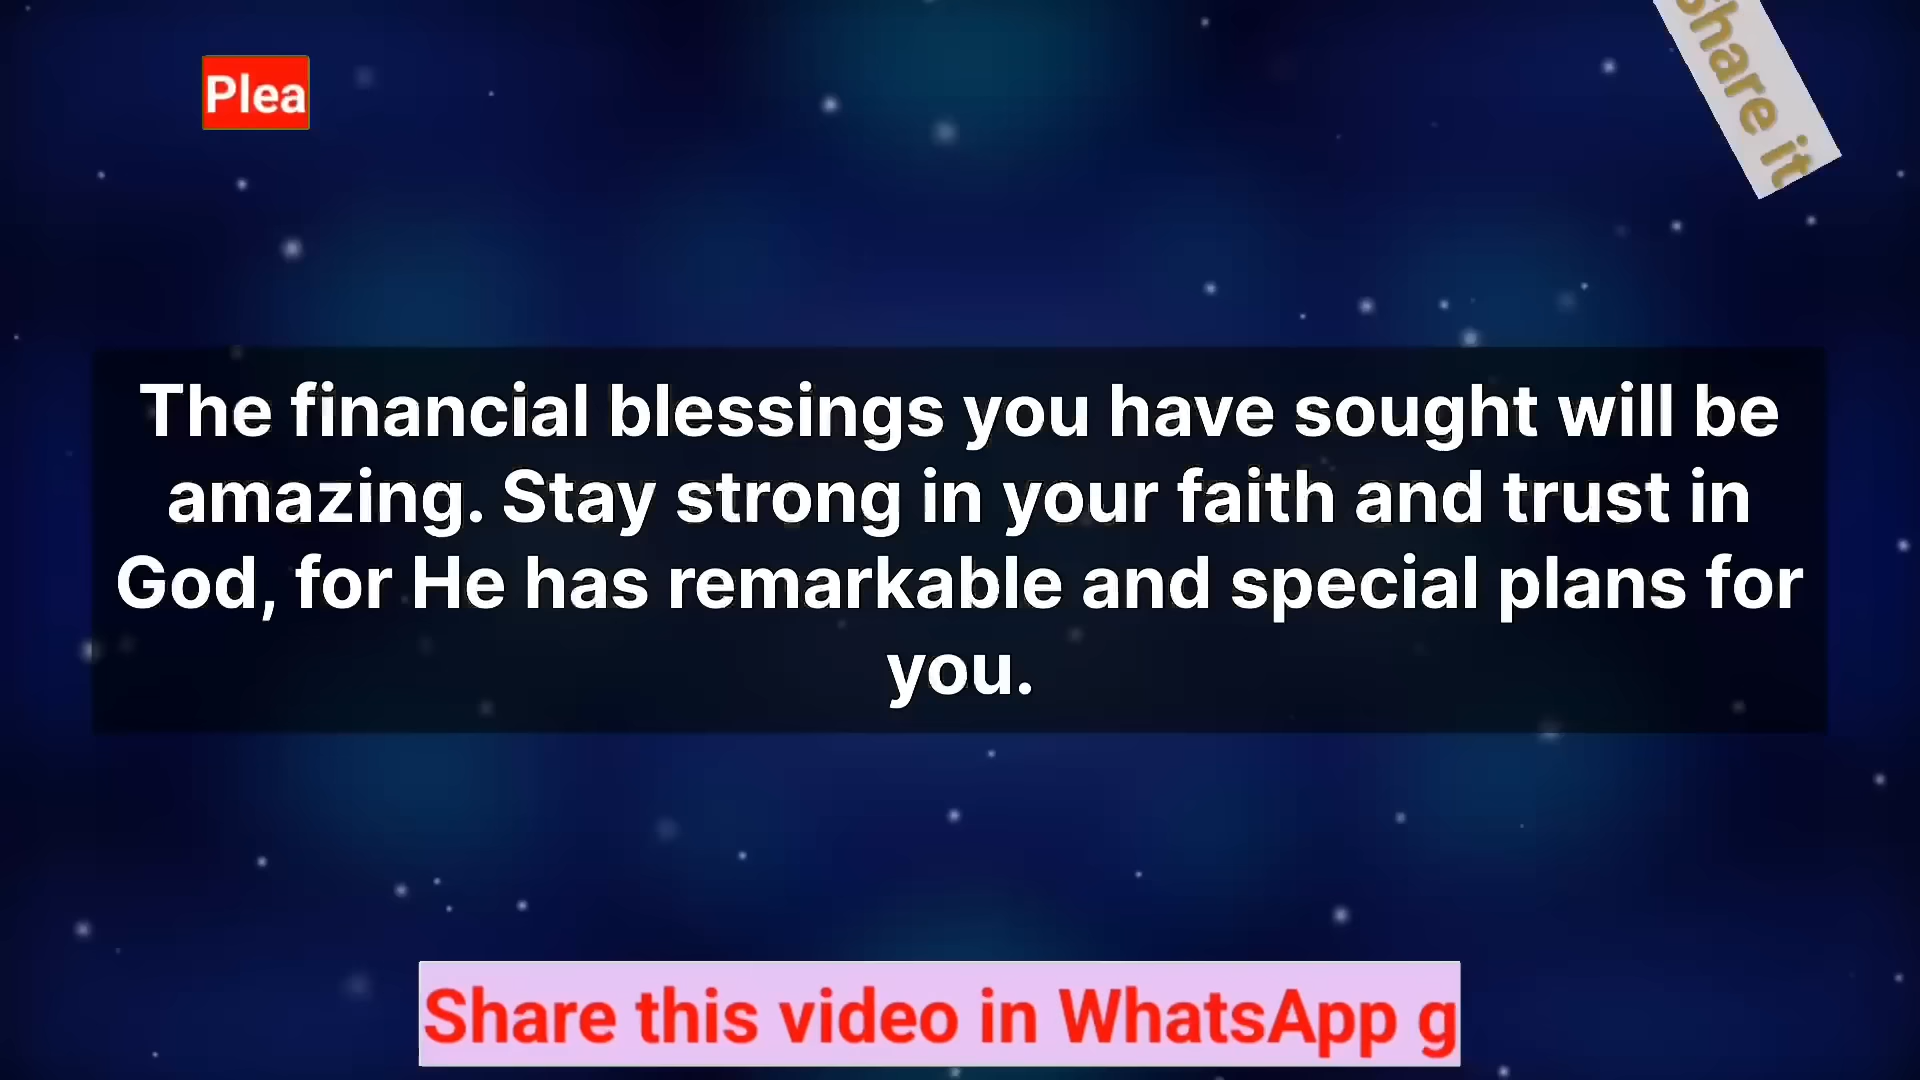 Plea
Share it
The financial blessings you have sought will be
amazing. Stay strong in your faith and trust in
God, for He has remarkable and special plans for
you.
Share this video in WhatsApp g